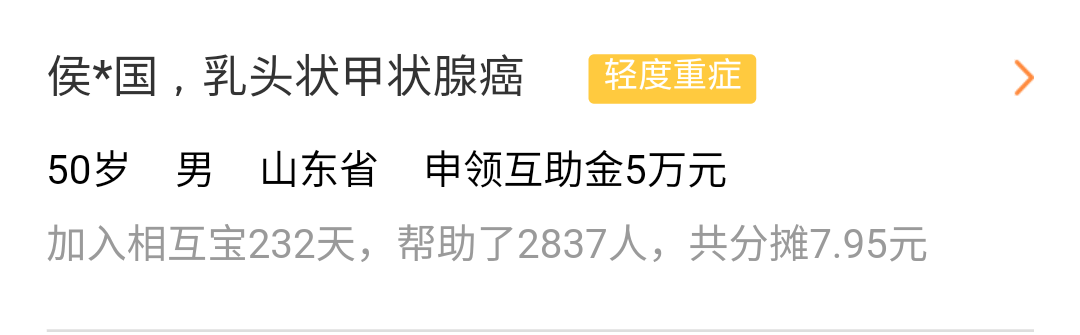 侯*国，乳头状甲状腺癌 轻度重症
50岁 男 山东省 申领互助金5万元
加入相互宝232天，帮助了2837人，共分摊7.95元